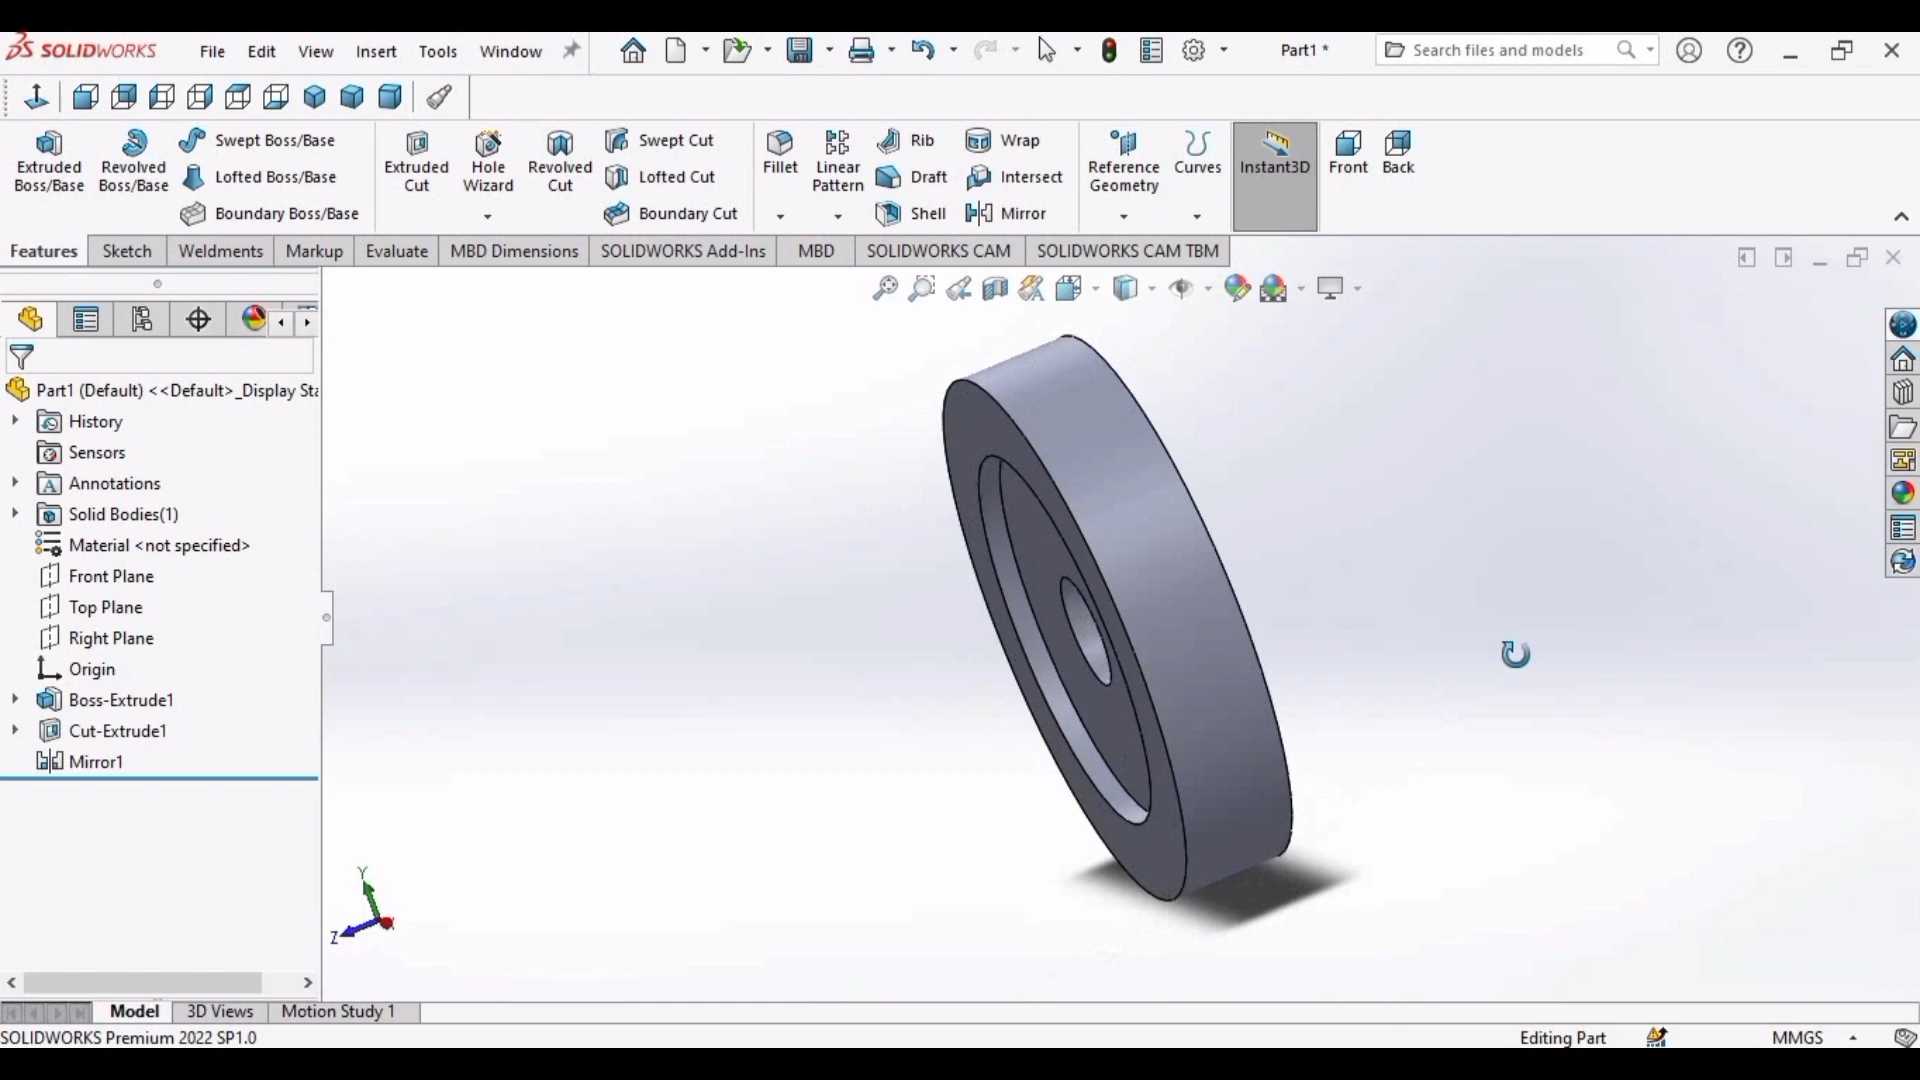 SOLIDWORKS File Edit View Insert Tools Window Part1 * Search files and models
Extruded Boss/Base
Revolved Boss/Base
Swept Boss/Base
Lofted Boss/Base
Boundary Boss/Base
Extruded Cut
Hole Wizard
Revolved Cut
Swept Cut
Lofted Cut
Boundary Cut
Fillet
Linear Pattern
Rib
Draft
Shell
Wrap
Intersect
Mirror
Reference Geometry
Curves
Instant3D
Front
Back
Features Sketch Weldments Markup Evaluate MBD Dimensions SOLIDWORKS Add-Ins MBD SOLIDWORKS CAM SOLIDWORKS CAM TBM
Part1 (Default) <<Default>_Display Sta
History
Sensors
Annotations
Solid Bodies(1)
Material <not specified>
Front Plane
Top Plane
Right Plane
Origin
Boss-Extrude1
Cut-Extrude1
Mirror1
Y
Z
Model 3D Views Motion Study 1
SOLIDWORKS Premium 2022 SP1.0 Editing Part MMGS